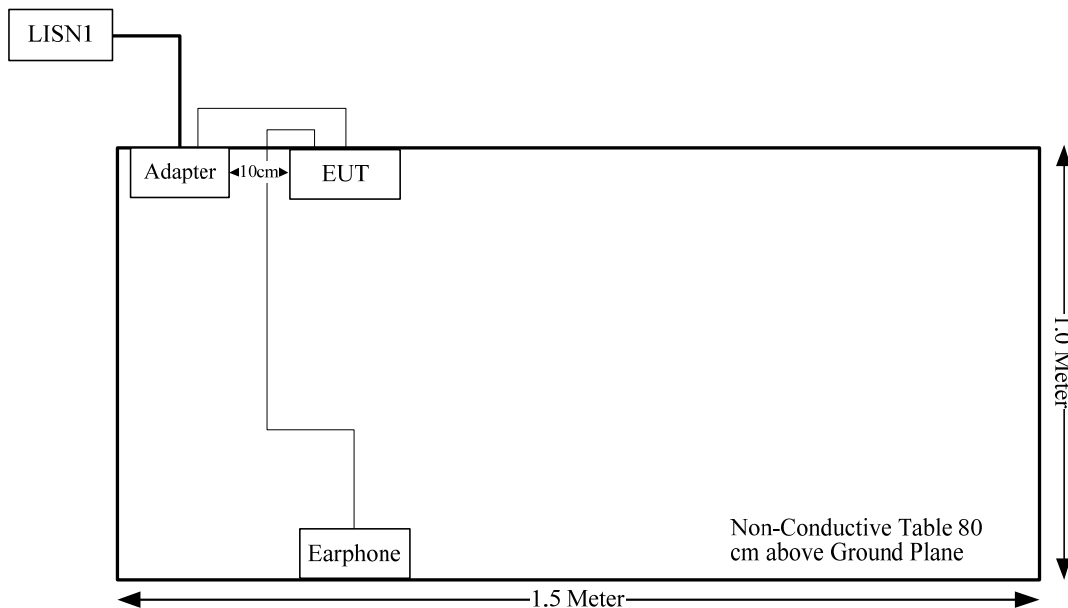 LISN1
Adapter
10cm
EUT
1.0 Meter
Earphone
Non-Conductive Table 80
cm above Ground Plane
1.5 Meter